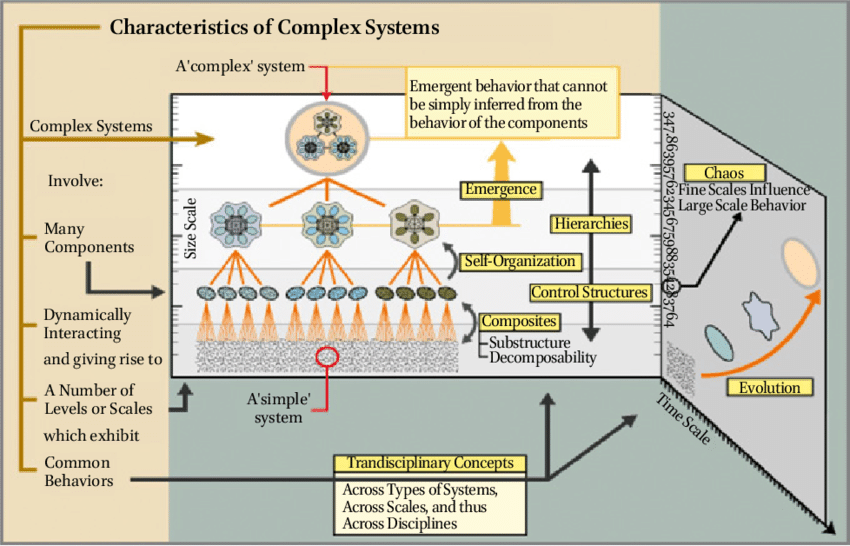 Characteristics of Complex Systems
A'complex' system
Emergent behavior that cannot
be simply inferred from the
behavior of the components
Complex Systems
Involve:
Many
Components
Dynamically
Interacting
and giving rise to
A Number of
Levels or Scales
which exhibit
Common
Behaviors
Size Scale
Emergence
Hierarchies
Self-Organization
Control Structures
Composites
Substructure
Decomposability
A'simple'
system
Chaos
Fine Scales Influence
Large Scale Behavior
Evolution
Time Scale
Trandisciplinary Concepts
Across Types of Systems,
Across Scales, and thus
Across Disciplines